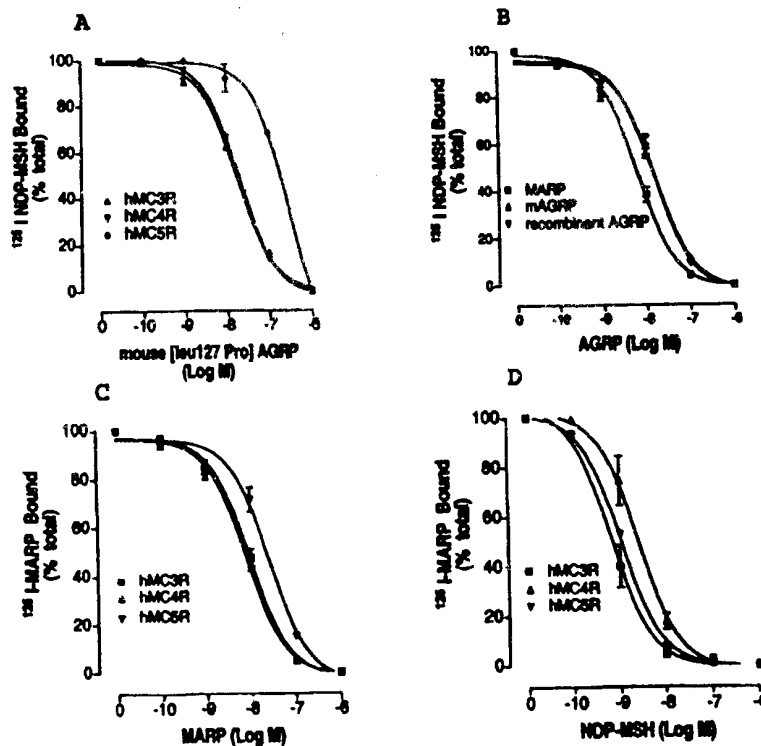 A
¹²⁵ I NDP-MSH Bound
(% total)
100
80
60
40
20
0
hMC3R
hMC4R
hMC5R
0 -10 -9 -8 -7 -6
mouse [leu127 Pro] AGRP
(Log M)
B
¹²⁵ I NDP-MSH Bound
(% total)
100
80
60
40
20
0
MARP
mAGRP
recombinant AGRP
0 -10 -9 -8 -7 -6
AGRP (Log M)
C
¹²⁵ I-MARP Bound
(% total)
100
80
60
40
20
0
hMC3R
hMC4R
hMC5R
0 -10 -9 -8 -7 -6
MARP (Log M)
D
¹²⁵ I-MARP Bound
(% total)
100
80
60
40
20
0
hMC3R
hMC4R
hMC5R
0 -10 -9 -8 -7 -6
NDP-MSH (Log M)